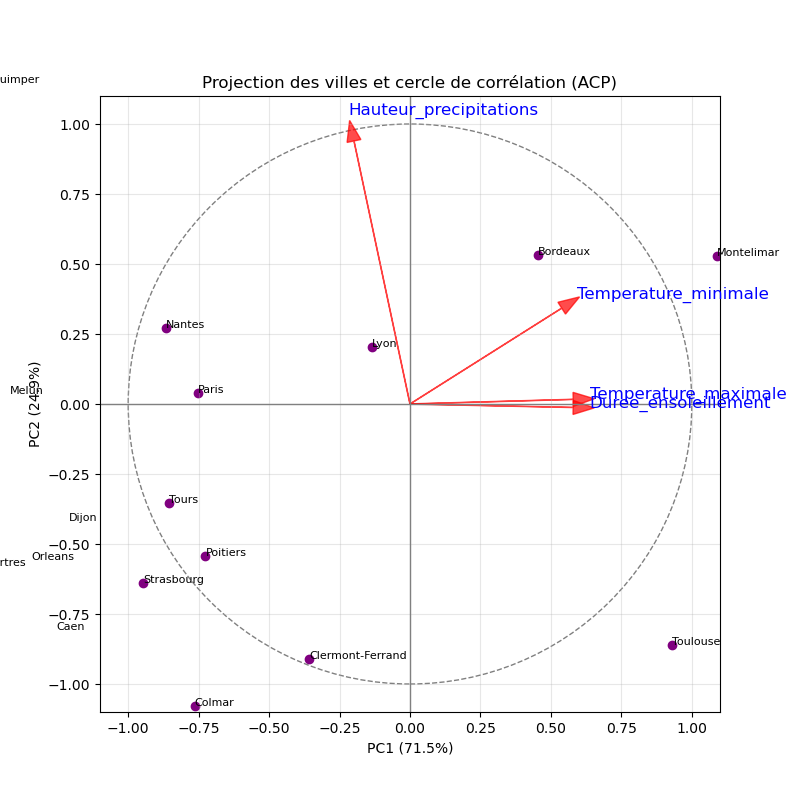 uimper
Projection des villes et cercle de corrélation (ACP)
Hauteur_precipitations
1.00
0.75
0.50
0.25
0.00
−0.25
−0.50
−0.75
−1.00
Bordeaux
Montelimar
Temperature_minimale
Nantes
Lyon
Paris
Melun
Temperature_maximale
Duree_ensoleillement
PC2 (24.9%)
Tours
Dijon
Poitiers
Orleans
rtres
Strasbourg
Caen
Toulouse
Clermont-Ferrand
Colmar
−1.00
−0.75
−0.50
−0.25
0.00
0.25
0.50
0.75
1.00
PC1 (71.5%)